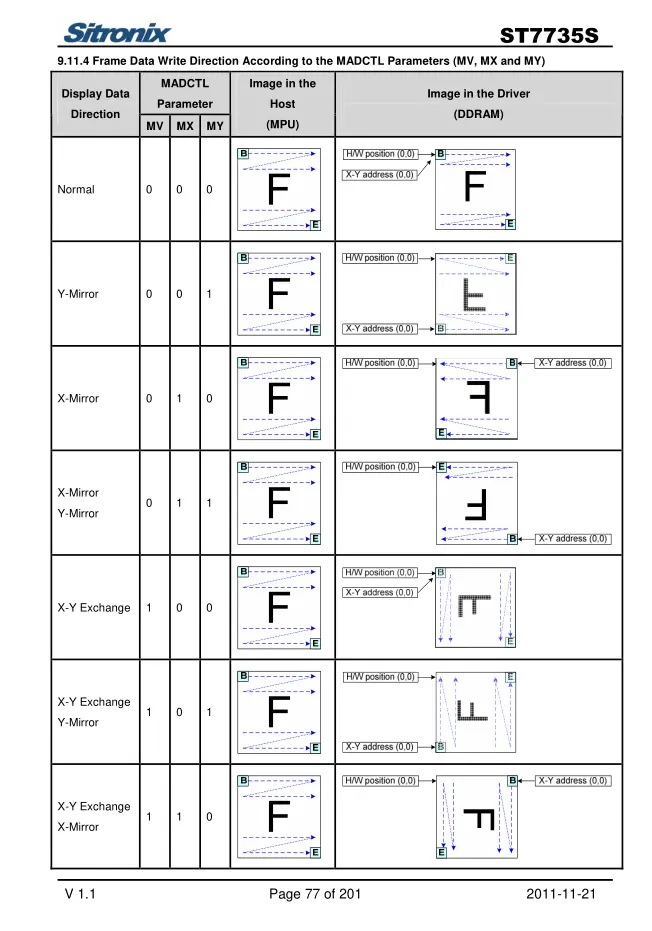 Sitronix
ST7735S
9.11.4 Frame Data Write Direction According to the MADCTL Parameters (MV, MX and MY)
Display Data Direction
MADCTL Parameter
MV MX MY
Image in the Host (MPU)
Image in the Driver (DDRAM)
Normal 0 0 0
B
F
E
H/W position (0,0)
X-Y address (0,0)
B
F
E
Y-Mirror 0 0 1
B
F
E
H/W position (0,0)
E
F
X-Y address (0,0)
B
X-Mirror 0 1 0
B
F
E
H/W position (0,0)
B
X-Y address (0,0)
F
E
X-Mirror
Y-Mirror
0 1 1
B
F
E
H/W position (0,0)
E
F
B
X-Y address (0,0)
X-Y Exchange 1 0 0
B
F
E
H/W position (0,0)
X-Y address (0,0)
B
F
E
X-Y Exchange
Y-Mirror
1 0 1
B
F
E
H/W position (0,0)
E
F
X-Y address (0,0)
B
X-Y Exchange
X-Mirror
1 1 0
B
F
E
H/W position (0,0)
B
X-Y address (0,0)
F
E
V 1.1 Page 77 of 201 2011-11-21